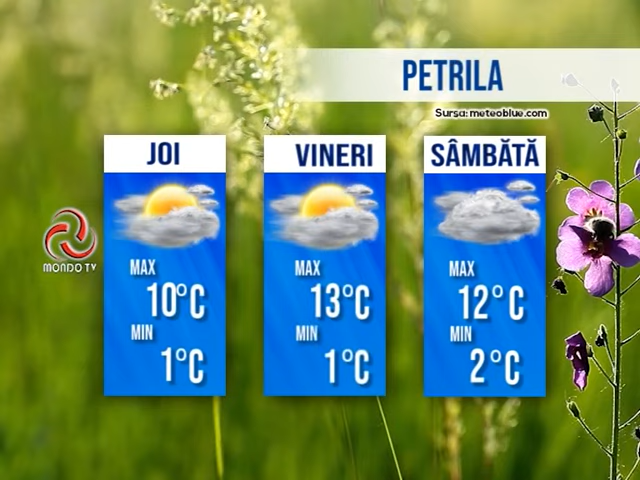 PETRILA
Sursa: meteoblue.com
JOI
MAX
10°C
MIN
1°C
VINERI
MAX
13°C
MIN
1°C
SÂMBĂTĂ
MAX
12°C
MIN
2°C
MONDO TV